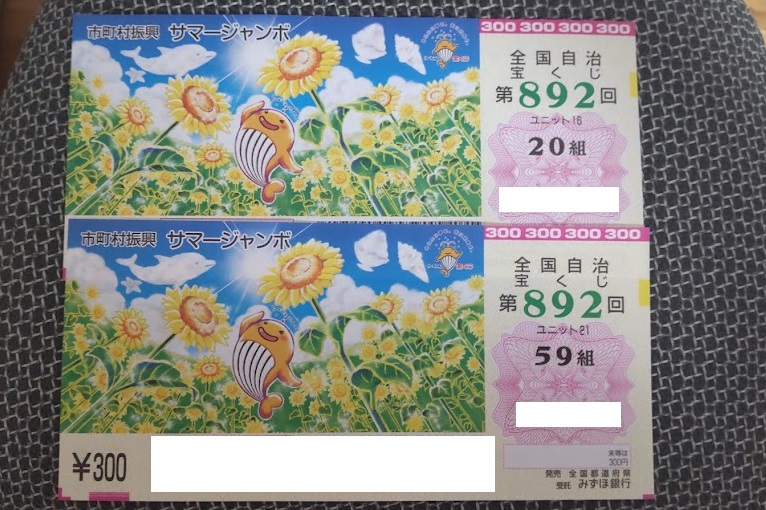 市町村振興 サマージャンボ
300 300 300 300
全国自治
宝くじ
第892回
ユニット16
20組
市町村振興 サマージャンボ
300 300 300 300
全国自治
宝くじ
第892回
ユニット21
59組
¥300
末等は
300円
発売 全国都道府県
受託 みずほ銀行